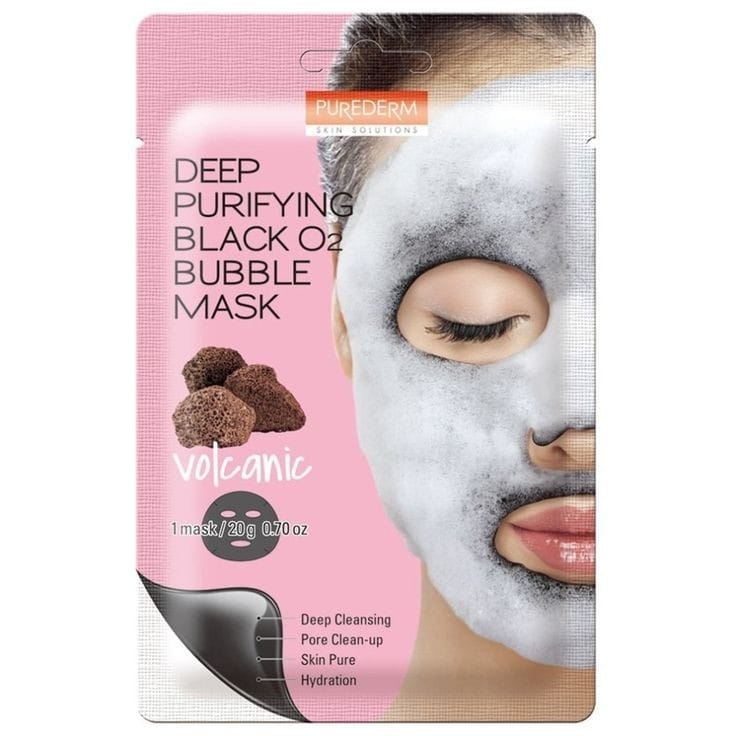 PUREDERM
SKIN SOLUTIONS
DEEP
PURIFYING
BLACK O2
BUBBLE
MASK
volcanic
1 mask / 20 g 0.70 oz
Deep Cleansing
Pore Clean-up
Skin Pure
Hydration